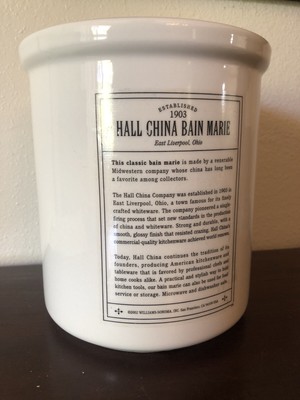 ESTABLISHED
1903
HALL CHINA BAIN MARIE
East Liverpool, Ohio
This classic bain marie is made by a venerable
Midwestern company whose china has long been
a favorite among collectors.
The Hall China Company was established in 1903 in
East Liverpool, Ohio, a town famous for its finely
crafted whiteware. The company pioneered a single
firing process that set new standards in the production
of china and whiteware. Strong and durable, with a
smooth, glossy finish that resisted crazing, Hall China's
commercial-quality kitchenware achieved world
Today, Hall China continues the tradition of its
founders, producing American kitchenware and
tableware that is favored by professional chefs and
home cooks alike. A practical and stylish way to hold
kitchen tools, our bain marie can also be used for
service or storage. Microwave and dishwasher safe.
©2002 WILLIAMS-SONOMA, INC. San Francisco, CA